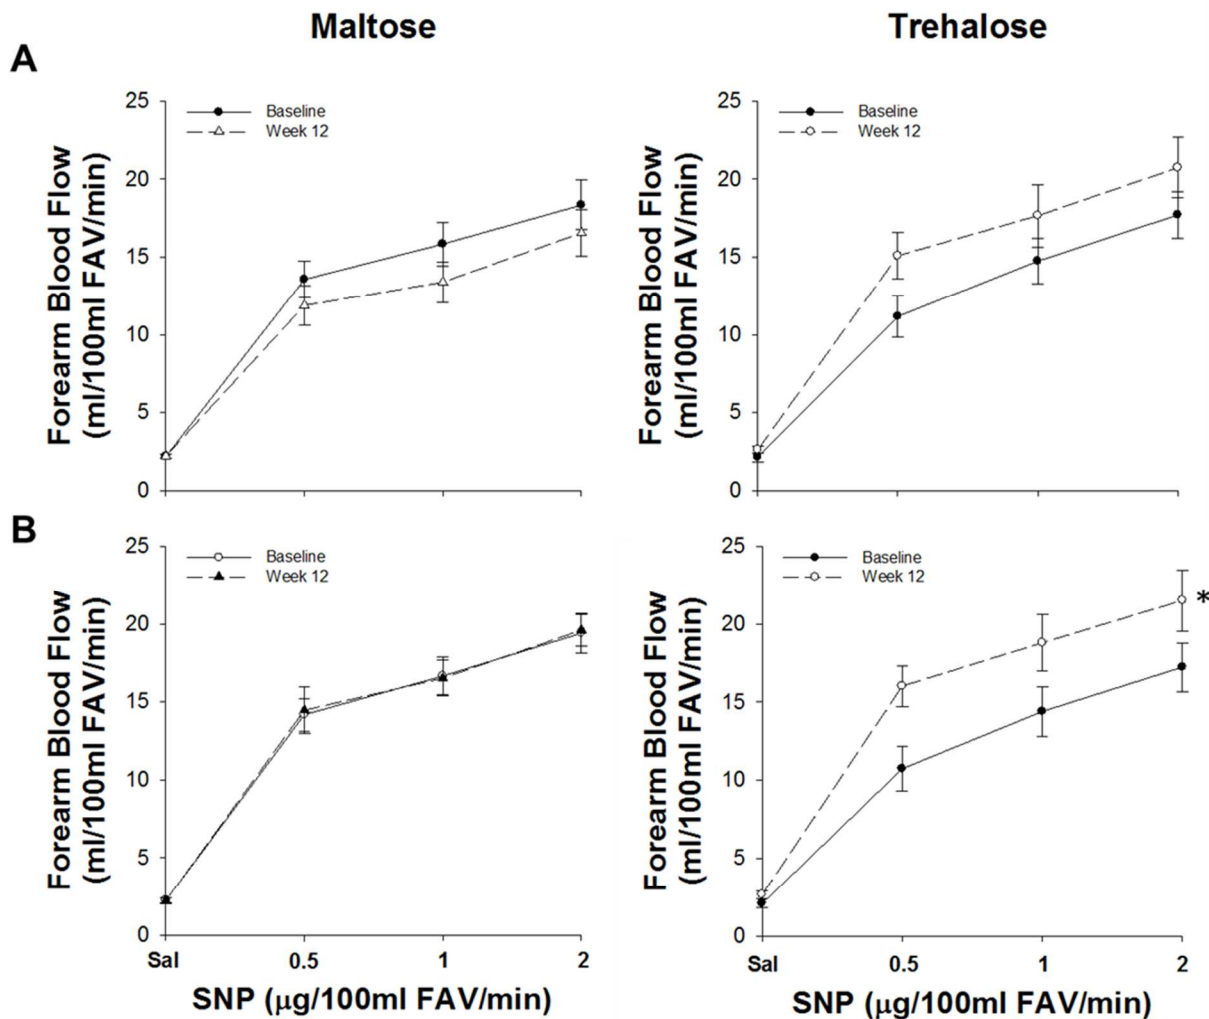 Maltose
Trehalose
A
Forearm Blood Flow
(ml/100ml FAV/min)
25
20
15
10
5
0
Baseline
Week 12
Forearm Blood Flow
(ml/100ml FAV/min)
25
20
15
10
5
0
Baseline
Week 12
B
Forearm Blood Flow
(ml/100ml FAV/min)
25
20
15
10
5
0
Baseline
Week 12
Sal 0.5 1 2
SNP (μg/100ml FAV/min)
Forearm Blood Flow
(ml/100ml FAV/min)
25
20
15
10
5
0
Baseline
Week 12
*
Sal 0.5 1 2
SNP (μg/100ml FAV/min)